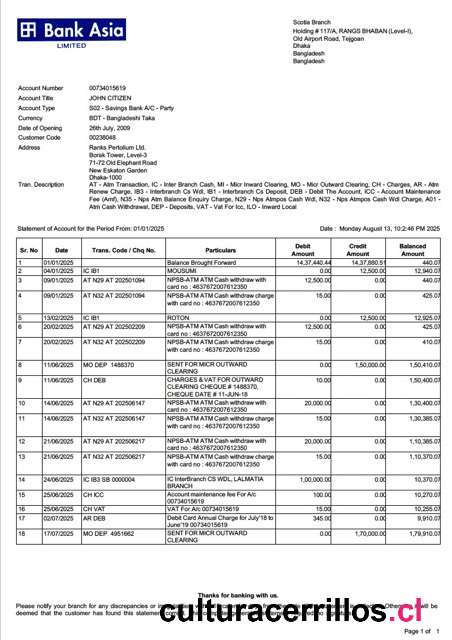 Bank Asia
LIMITED
Scotia Branch
Holding # 117/A, RANGS BHABAN (Level-I),
Old Airport Road, Tejgoan
Dhaka
Bangladesh
Bangladesh
Account Number 00734015619
Account Title JOHN CITIZEN
Account Type S02 - Savings Bank A/C - Party
Currency BDT - Bangladeshi Taka
Date of Opening 26th July, 2009
Customer Code 00238048
Address Ranks Pertolium Ltd.
Borak Tower, Level-3
71-72 Old Elephant Road
New Eskaton Garden
Dhaka-1000
Tran. Description AT - Atm Transaction, IC - Inter Branch Cash, MI - Micr Inward Clearing, MO - Micr Outward Clearing, CH - Charges, AR - Atm
Renew Charge, IB3 - Interbranch Cs Wdl, IB1 - Interbranch Cs Deposit, DEB - Debit The Account, ICC - Account Maintenance
Fee (Amf), N35 - Nps Atm Balance Enquiry Charge, N29 - Nps Atmpos Cash Wdl, N32 - Nps Atmpos Cash Wdl Charge, A01 -
Atm Cash Withdrawal, DEP - Deposits, VAT - Vat For Icc, ILO - Inward Local
Statement of Account for the Period From: 01/01/2025 Date : Monday August 13, 10:2:46 PM 2025
Sr. No Date Trans. Code / Chq No. Particulars Debit Amount Credit Amount Balanced Amount
1 01/01/2025 Balance Brought Forward 14,37,440.44 14,37,880.51 440.07
2 04/01/2025 IC IB1 MOUSUMI 0.00 12,500.00 12,940.07
3 09/01/2025 AT N29 AT 202501094 NPSB-ATM ATM Cash withdraw with 12,500.00 0.00 440.07
card no : 4637672007612350
4 09/01/2025 AT N32 AT 202501094 NPSB-ATM ATM Cash withdraw charge 15.00 0.00 425.07
with card no : 4637672007612350
5 13/02/2025 IC IB1 ROTON 0.00 12,500.00 12,925.07
6 20/02/2025 AT N29 AT 202502209 NPSB-ATM ATM Cash withdraw with 12,500.00 0.00 425.07
card no : 4637672007612350
7 20/02/2025 AT N32 AT 202502209 NPSB-ATM ATM Cash withdraw charge 15.00 0.00 410.07
with card no : 4637672007612350
8 11/06/2025 MO DEP 1488370 SENT FOR MICR OUTWARD 0.00 1,50,000.00 1,50,410.07
CLEARING
9 11/06/2025 CH DEB CHARGES & VAT FOR OUTWARD 10.00 0.00 1,50,400.07
CLEARING CHEQUE # 1488370,
CHEQUE DATE # 11-JUN-18
10 14/06/2025 AT N29 AT 202506147 NPSB-ATM ATM Cash withdraw with 20,000.00 0.00 1,30,400.07
card no : 4637672007612350
11 14/06/2025 AT N32 AT 202506147 NPSB-ATM ATM Cash withdraw charge 15.00 0.00 1,30,385.07
with card no : 4637672007612350
12 21/06/2025 AT N29 AT 202506217 NPSB-ATM ATM Cash withdraw with 20,000.00 0.00 1,10,385.07
card no : 4637672007612350
13 21/06/2025 AT N32 AT 202506217 NPSB-ATM ATM Cash withdraw charge 15.00 0.00 1,10,370.07
with card no : 4637672007612350
14 24/06/2025 IC IB3 SB 0000004 IC InterBranch CS WDL, LALMATIA 1,00,000.00 0.00 10,370.07
BRANCH
15 25/06/2025 CH ICC Account maintenance fee For A/c 100.00 0.00 10,270.07
00734015619
16 25/06/2025 CH VAT VAT For A/c 00734015619 15.00 0.00 10,255.07
17 02/07/2025 AR DEB Debit Card Annual Charge for July'18 to 345.00 0.00 9,910.07
June'19 00734015619
18 17/07/2025 MO DEP 4951662 SENT FOR MICR OUTWARD 0.00 1,70,000.00 1,79,910.07
CLEARING
Thanks for banking with us.
Please notify your branch for any discrepancies or in will be
deemed that the customer has found this statement
culturacerrillos.cl
Page 1 of 1